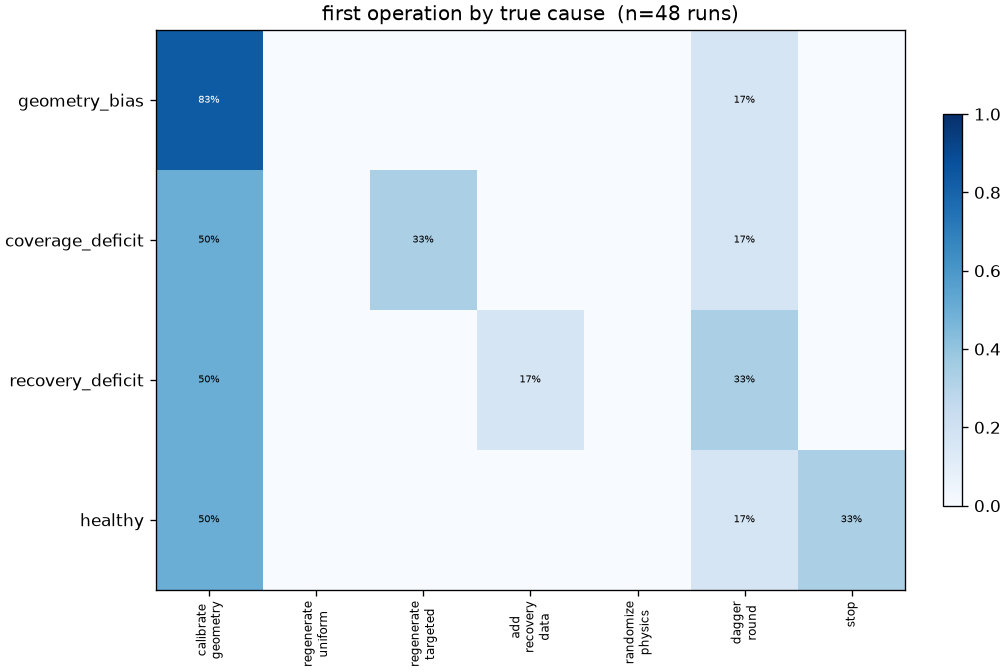 first operation by true cause  (n=48 runs)
geometry_bias
83%
17%
1.0
0.8
coverage_deficit
50%
33%
17%
0.6
0.4
recovery_deficit
50%
17%
33%
0.2
healthy
50%
17%
33%
0.0
calibrate
geometry
regenerate
uniform
regenerate
targeted
add
recovery
data
randomize
physics
dagger
round
stop